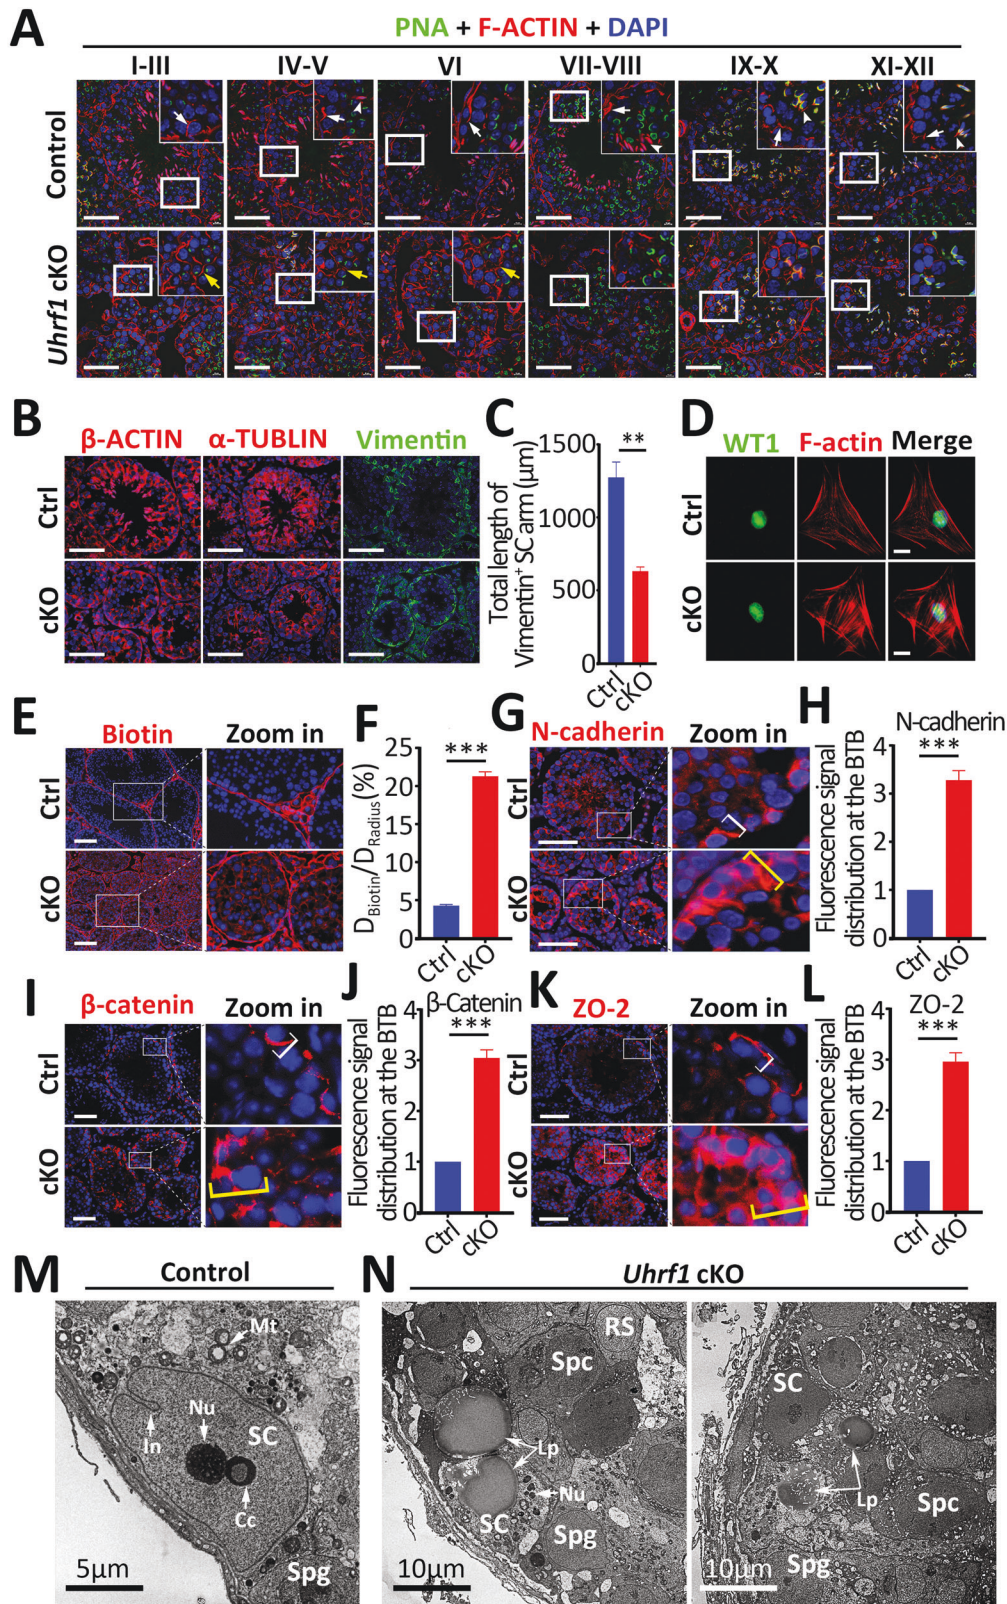 A
PNA + F-ACTIN + DAPI
I-III IV-V VI VII-VIII IX-X XI-XII
Control
Uhrf1 cKO
B
β-ACTIN α-TUBLIN Vimentin
Ctrl
cKO
C
Total length of
Vimentin⁺ SC arm (μm)
1500
1000
500
0
**
Ctrl
cKO
D
WT1 F-actin Merge
Ctrl
cKO
E
Biotin Zoom in
Ctrl
cKO
F
D_Biotin/D_Radius (%)
25
20
15
10
5
0
***
Ctrl
cKO
G
N-cadherin Zoom in
Ctrl
cKO
H
N-cadherin
Fluorescence signal
distribution at the BTB
4
3
2
1
0
***
Ctrl
cKO
I
β-catenin Zoom in
Ctrl
cKO
J
β-Catenin
Fluorescence signal
distribution at the BTB
4
3
2
1
0
***
Ctrl
cKO
K
ZO-2 Zoom in
Ctrl
cKO
L
ZO-2
Fluorescence signal
distribution at the BTB
4
3
2
1
0
***
Ctrl
cKO
M
Control
Mt
Nu
In
SC
Cc
Spg
5μm
N
Uhrf1 cKO
RS
Spc
Lp
Nu
SC
Spg
10μm
SC
Lp
Spc
Spg
10μm